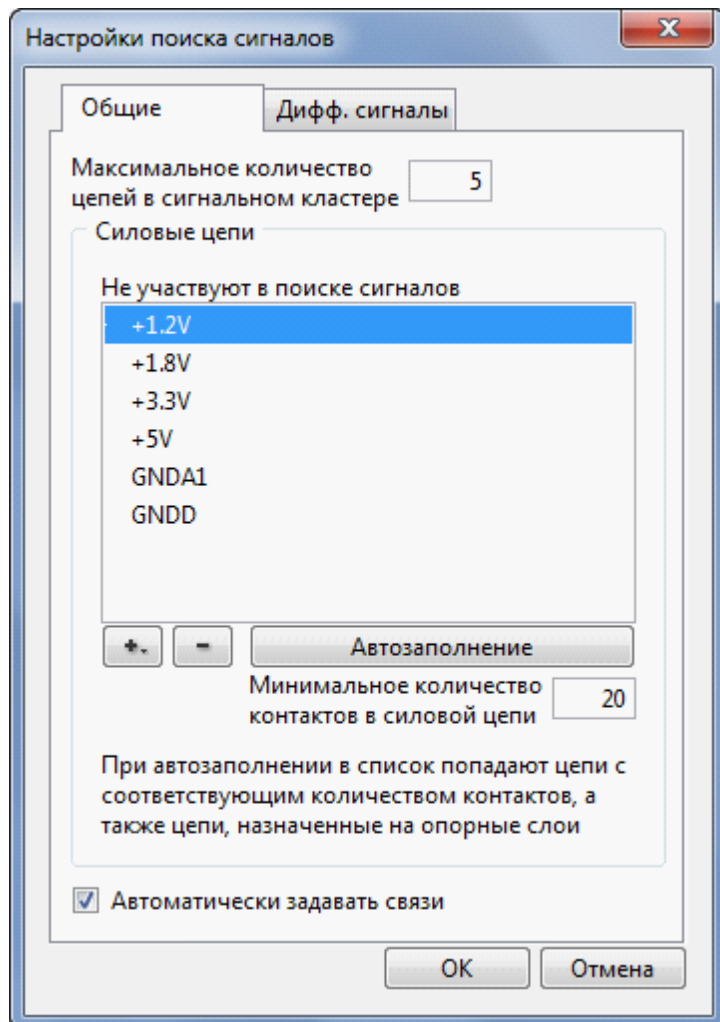 Настройки поиска сигналов
Общие
Дифф. сигналы
Максимальное количество
цепей в сигнальном кластере
5
Силовые цепи
Не участвуют в поиске сигналов
+1.2V
+1.8V
+3.3V
+5V
GNDA1
GNDD
Автозаполнение
Минимальное количество
контактов в силовой цепи
20
При автозаполнении в список попадают цепи с
соответствующим количеством контактов, а
также цепи, назначенные на опорные слои
Автоматически задавать связи
OK
Отмена